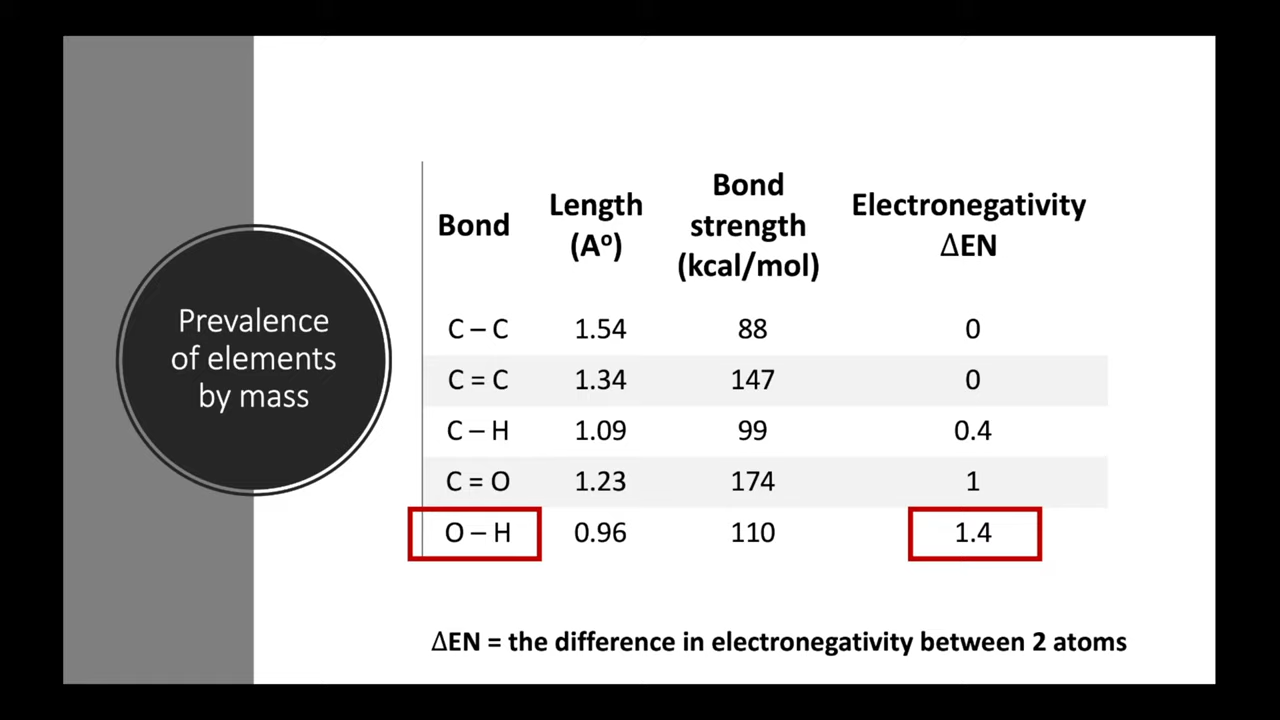 Prevalence
of elements
by mass
Bond
Length
(Aº)
Bond
strength
(kcal/mol)
Electronegativity
ΔEN
C – C 1.54 88 0
C = C 1.34 147 0
C – H 1.09 99 0.4
C = O 1.23 174 1
O – H 0.96 110 1.4
ΔEN = the difference in electronegativity between 2 atoms